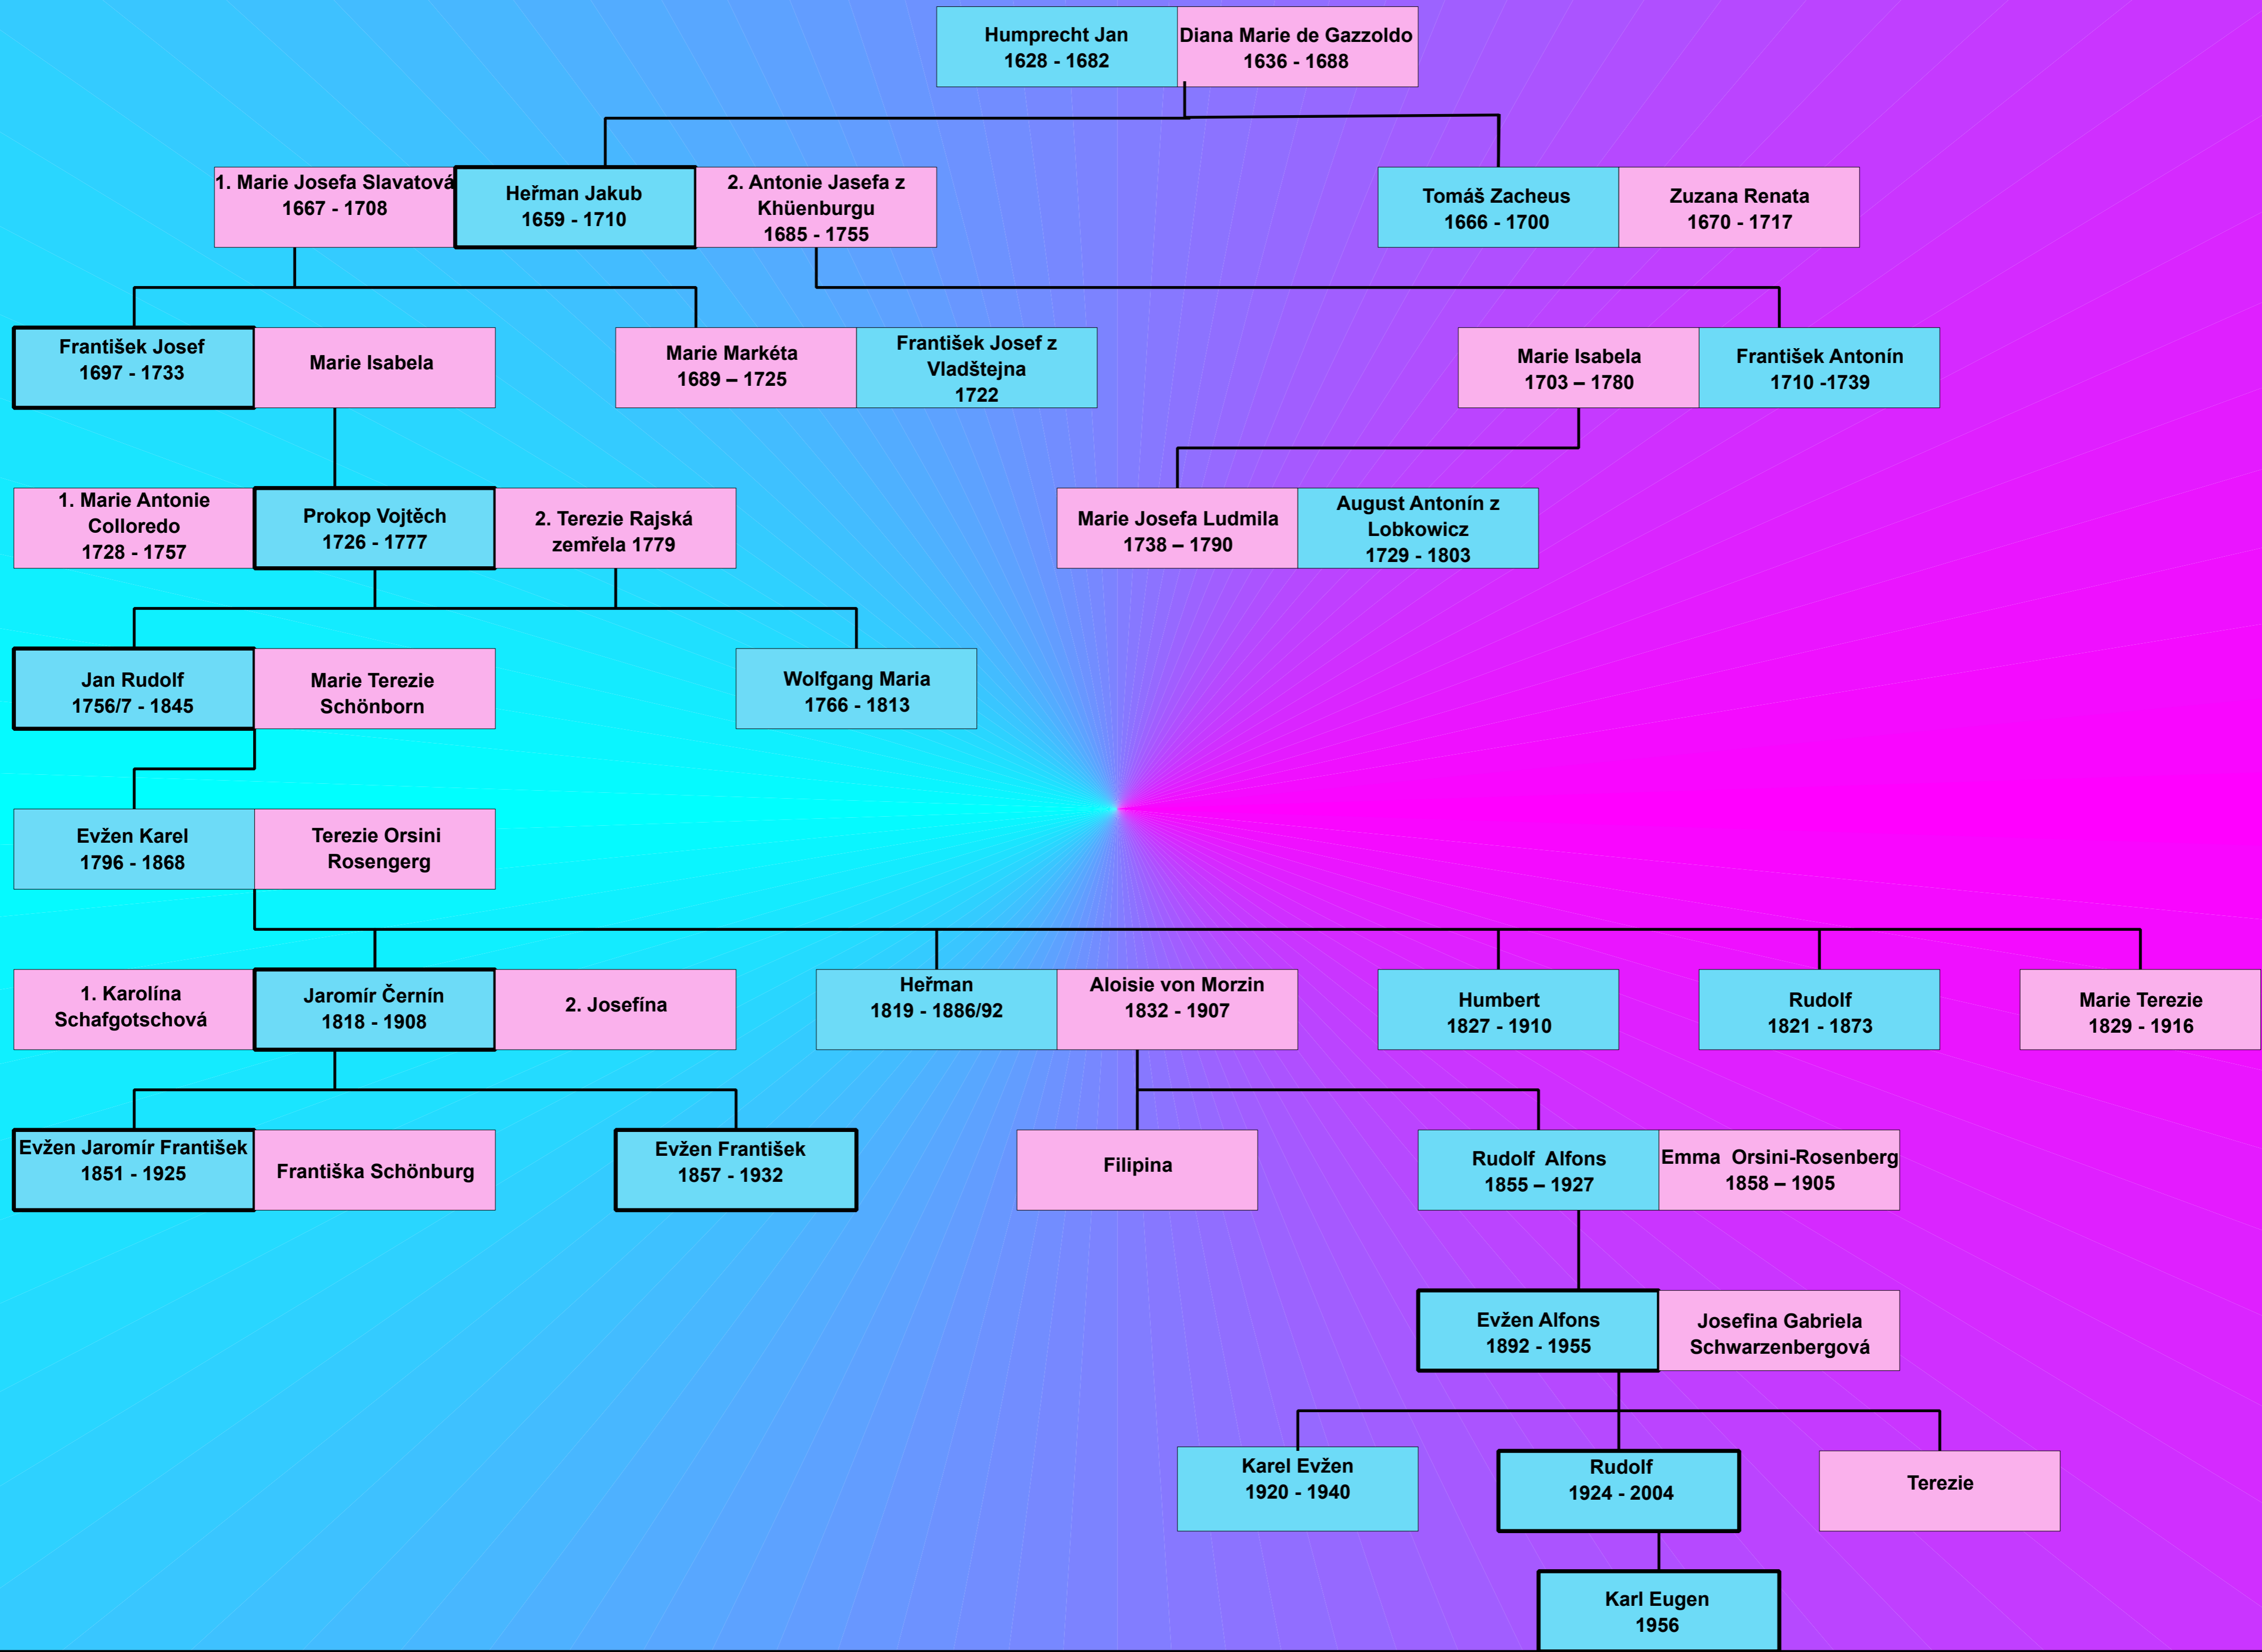 Humprecht Jan
1628 - 1682
Diana Marie de Gazzoldo
1636 - 1688
1. Marie Josefa Slavatová
1667 - 1708
Heřman Jakub
1659 - 1710
2. Antonie Jasefa z
Khüenburgu
1685 - 1755
Tomáš Zacheus
1666 - 1700
Zuzana Renata
1670 - 1717
František Josef
1697 - 1733
Marie Isabela
Marie Markéta
1689 – 1725
František Josef z
Vladštejna
1722
Marie Isabela
1703 – 1780
František Antonín
1710 -1739
1. Marie Antonie
Colloredo
1728 - 1757
Prokop Vojtěch
1726 - 1777
2. Terezie Rajská
zemřela 1779
Marie Josefa Ludmila
1738 – 1790
August Antonín z
Lobkowicz
1729 - 1803
Jan Rudolf
1756/7 - 1845
Marie Terezie
Schönborn
Wolfgang Maria
1766 - 1813
Evžen Karel
1796 - 1868
Terezie Orsini
Rosengerg
1. Karolína
Schafgotschová
Jaromír Černín
1818 - 1908
2. Josefína
Heřman
1819 - 1886/92
Aloisie von Morzin
1832 - 1907
Humbert
1827 - 1910
Rudolf
1821 - 1873
Marie Terezie
1829 - 1916
Evžen Jaromír František
1851 - 1925
Františka Schönburg
Evžen František
1857 - 1932
Filipina
Rudolf  Alfons
1855 – 1927
Emma  Orsini-Rosenberg
1858 – 1905
Evžen Alfons
1892 - 1955
Josefina Gabriela
Schwarzenbergová
Karel Evžen
1920 - 1940
Rudolf
1924 - 2004
Terezie
Karl Eugen
1956